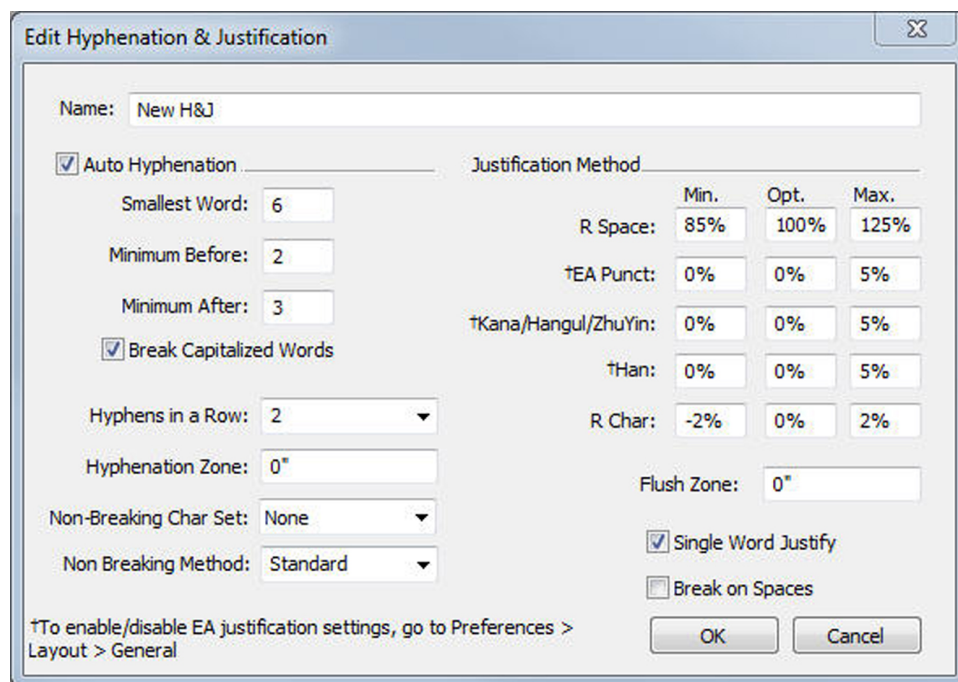 Edit Hyphenation & Justification
Name: New H&J
Auto Hyphenation
Smallest Word: 6
Minimum Before: 2
Minimum After: 3
Break Capitalized Words
Hyphens in a Row: 2
Hyphenation Zone: 0"
Non-Breaking Char Set: None
Non Breaking Method: Standard
†To enable/disable EA justification settings, go to Preferences >
Layout > General
Justification Method
Min. Opt. Max.
R Space: 85% 100% 125%
†EA Punct: 0% 0% 5%
†Kana/Hangul/ZhuYin: 0% 0% 5%
†Han: 0% 0% 5%
R Char: -2% 0% 2%
Flush Zone: 0"
Single Word Justify
Break on Spaces
OK Cancel